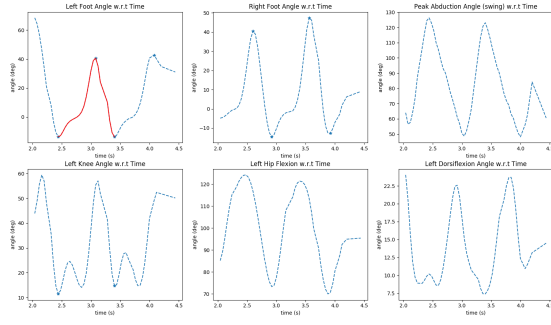 Left Foot Angle w.r.t Time
Right Foot Angle w.r.t Time
Peak Abduction Angle (swing) w.r.t Time
angle (deg)
60
40
20
0
angle (deg)
50
40
30
20
10
0
-10
angle (deg)
130
120
110
100
90
80
70
60
50
2.0 2.5 3.0 3.5 4.0 4.5
time (s)
2.0 2.5 3.0 3.5 4.0 4.5
time (s)
2.0 2.5 3.0 3.5 4.0 4.5
time (s)
Left Knee Angle w.r.t Time
Left Hip Flexion w.r.t Time
Left Dorsiflexion Angle w.r.t Time
angle (deg)
60
50
40
30
20
10
angle (deg)
120
110
100
90
80
70
angle (deg)
22.5
20.0
17.5
15.0
12.5
10.0
7.5
2.0 2.5 3.0 3.5 4.0 4.5
time (s)
2.0 2.5 3.0 3.5 4.0 4.5
time (s)
2.0 2.5 3.0 3.5 4.0 4.5
time (s)